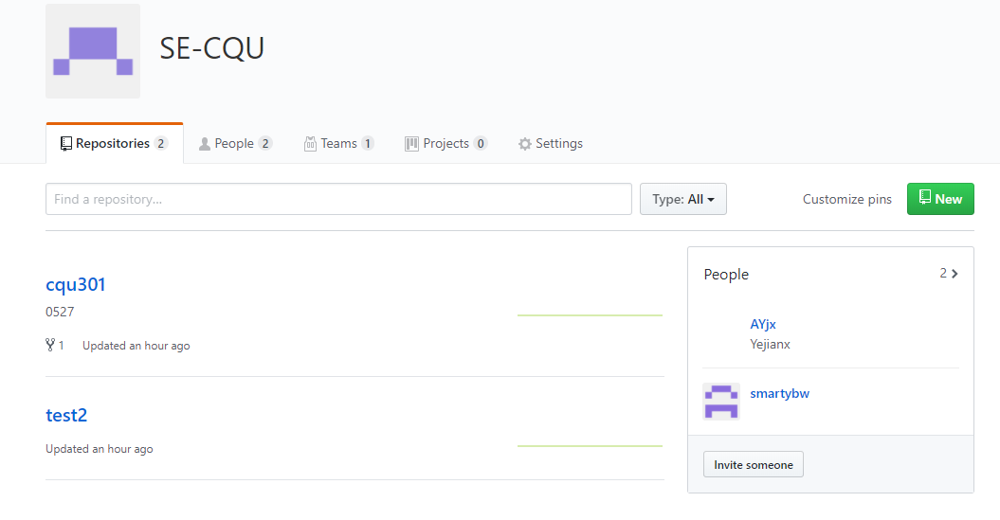 SE-CQU
Repositories 2 People 2 Teams 1 Projects 0 Settings
Find a repository... Type: All Customize pins New
cqu301
0527
1 Updated an hour ago
test2
Updated an hour ago
People 2
AYjx
Yejianx
smartybw
Invite someone